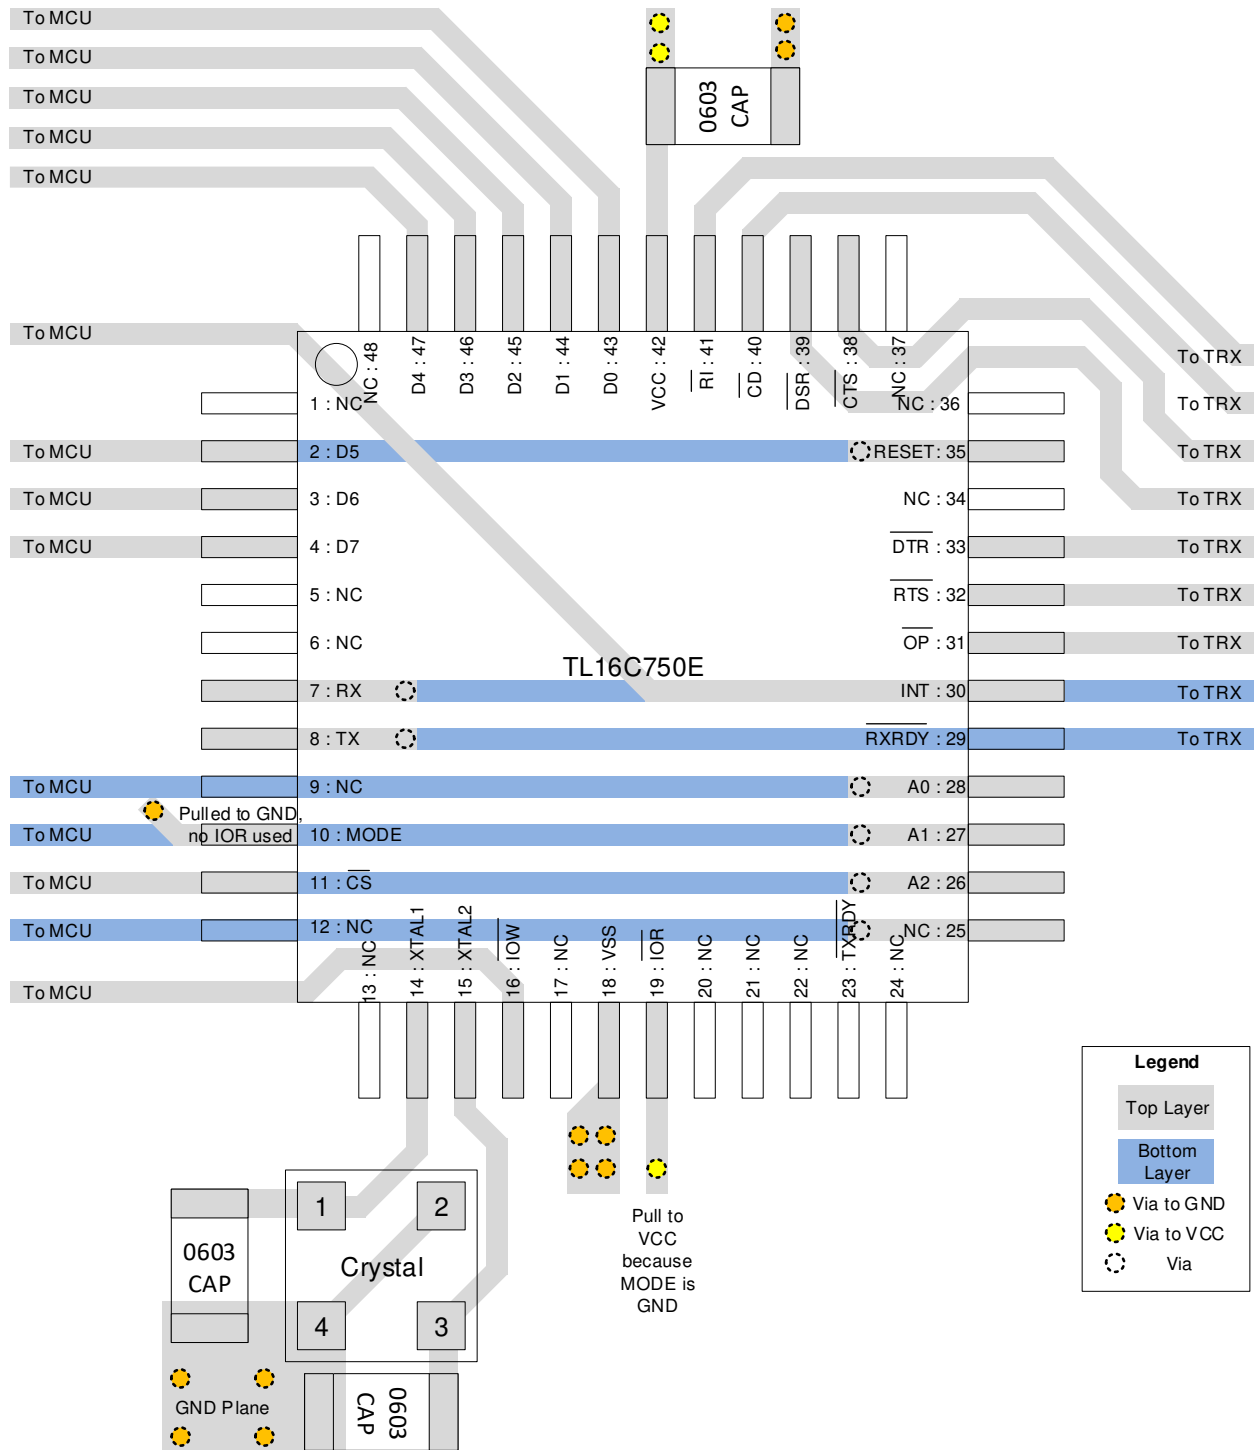 To MCU
To MCU
To MCU
To MCU
To MCU
0603
CAP
To MCU
NC : 48
D4 : 47
D3 : 46
D2 : 45
D1 : 44
D0 : 43
VCC : 42
RI : 41
CD : 40
DSR : 39
CTS : 38
NC : 37
To TRX
1 : NC
NC : 36
To TRX
To MCU
2 : D5
RESET : 35
To TRX
To MCU
3 : D6
NC : 34
To TRX
To MCU
4 : D7
DTR : 33
To TRX
5 : NC
RTS : 32
To TRX
6 : NC
OP : 31
To TRX
TL16C750E
7 : RX
INT : 30
To TRX
8 : TX
RXRDY : 29
To TRX
To MCU
9 : NC
A0 : 28
Pulled to GND,
no IOR used
To MCU
10 : MODE
A1 : 27
To MCU
11 : CS
A2 : 26
To MCU
12 : NC
NC : 25
To MCU
13 : NC
14 : XTAL1
15 : XTAL2
16 : IOW
17 : NC
18 : VSS
19 : IOR
20 : NC
21 : NC
22 : NC
23 : TXRDY
24 : NC
Legend
Top Layer
Bottom
Layer
Via to GND
Via to VCC
Via
1
2
Pull to
VCC
because
MODE is
GND
0603
CAP
Crystal
4
3
GND Plane
0603
CAP